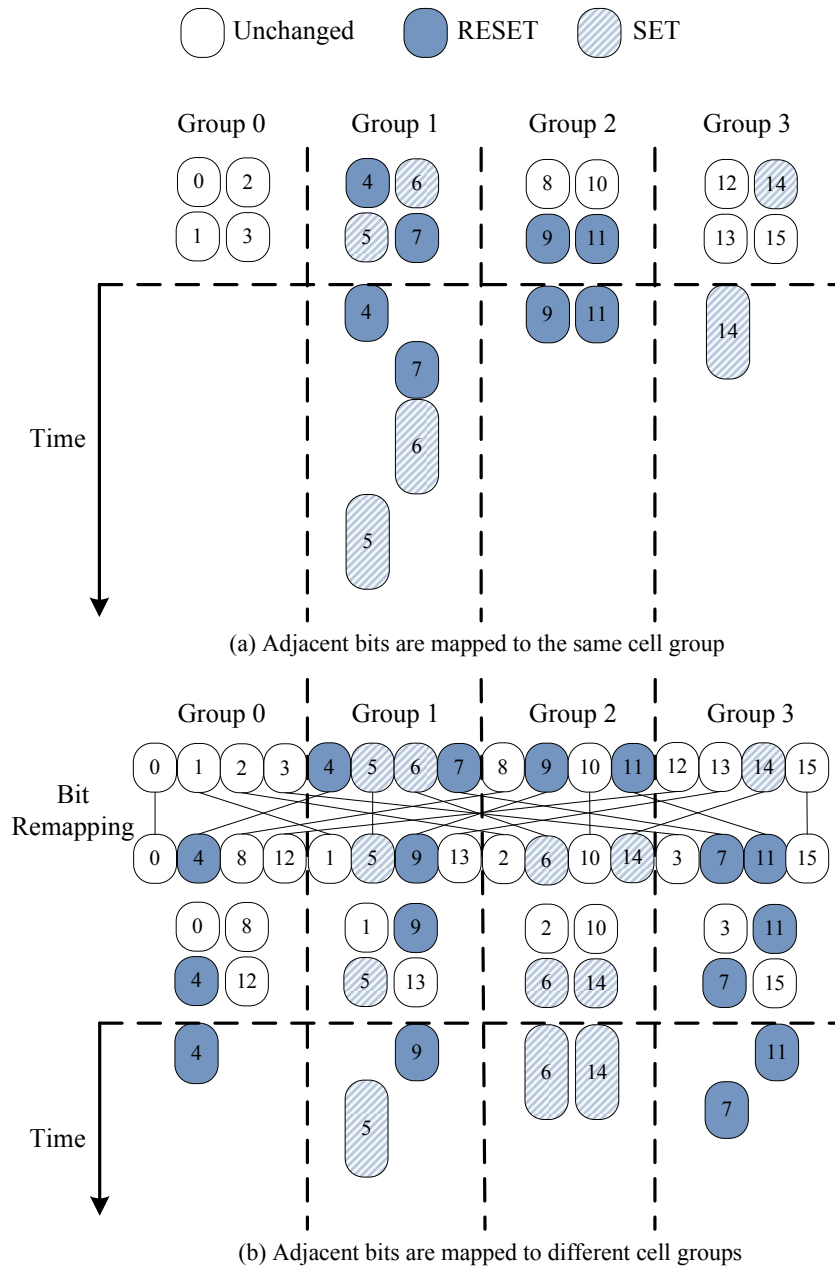 Unchanged RESET SET
Group 0 Group 1 Group 2 Group 3
0 2 4 6 8 10 12 14
1 3 5 7 9 11 13 15
4 9 11 14
7
Time 6
5
(a) Adjacent bits are mapped to the same cell group
Group 0 Group 1 Group 2 Group 3
0 1 2 3 4 5 6 7 8 9 10 11 12 13 14 15
Bit
Remapping
0 4 8 12 1 5 9 13 2 6 10 14 3 7 11 15
0 8 1 9 2 10 3 11
4 12 5 13 6 14 7 15
4 9 6 14 11
7
Time 5
(b) Adjacent bits are mapped to different cell groups